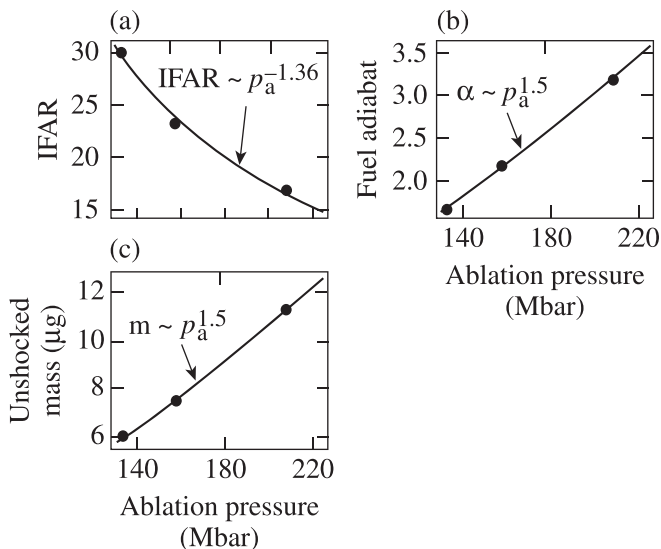 (a)
IFAR
30
25
20
15
IFAR ~ p_a^−1.36
(b)
Fuel adiabat
3.5
3.0
2.5
2.0
α ~ p_a^1.5
140 180 220
Ablation pressure
(Mbar)
(c)
Unshocked
mass (μg)
12
10
8
6
m ~ p_a^1.5
140 180 220
Ablation pressure
(Mbar)